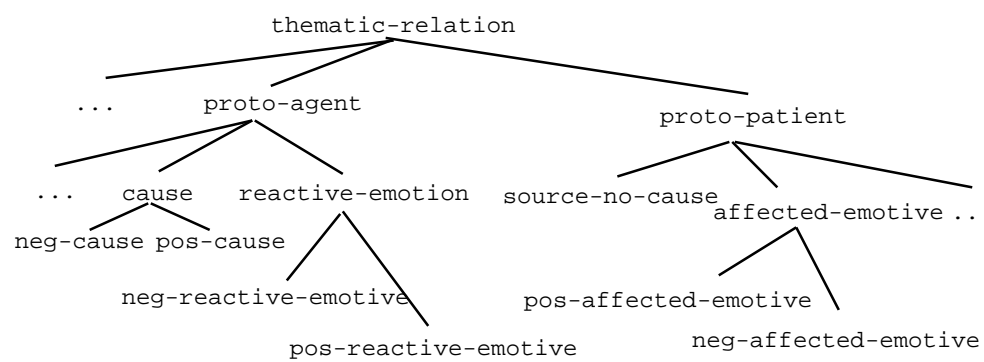 thematic-relation
... proto-agent
proto-patient
... cause reactive-emotion source-no-cause
affected-emotive ..
neg-cause pos-cause
neg-reactive-emotive pos-affected-emotive
neg-affected-emotive
pos-reactive-emotive